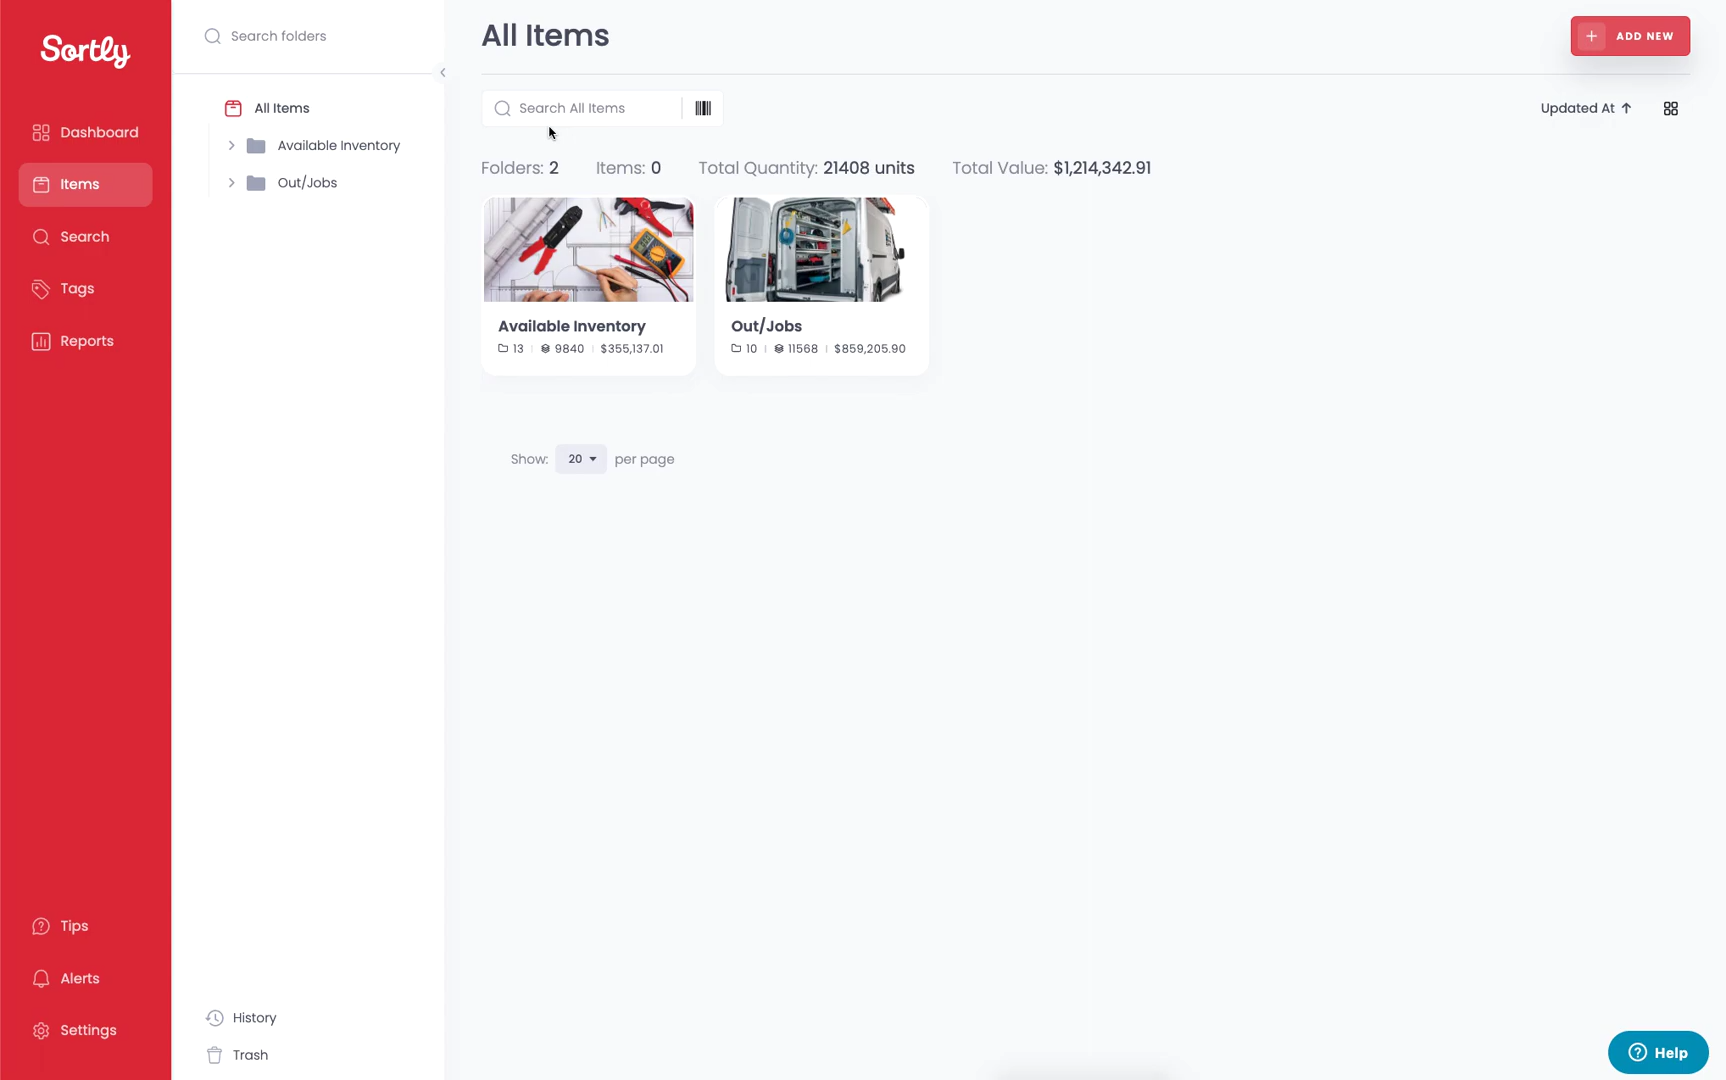 Sortly
Dashboard
Items
Search
Tags
Reports
Tips
Alerts
Settings
Search folders
All Items
Available Inventory
Out/Jobs
History
Trash
All Items
ADD NEW
Search All Items
Updated At
Folders: 2 Items: 0 Total Quantity: 21408 units Total Value: $1,214,342.91
Available Inventory
13 | 9840 | $355,137.01
Out/Jobs
10 | 11568 | $859,205.90
Show: 20 per page
Help